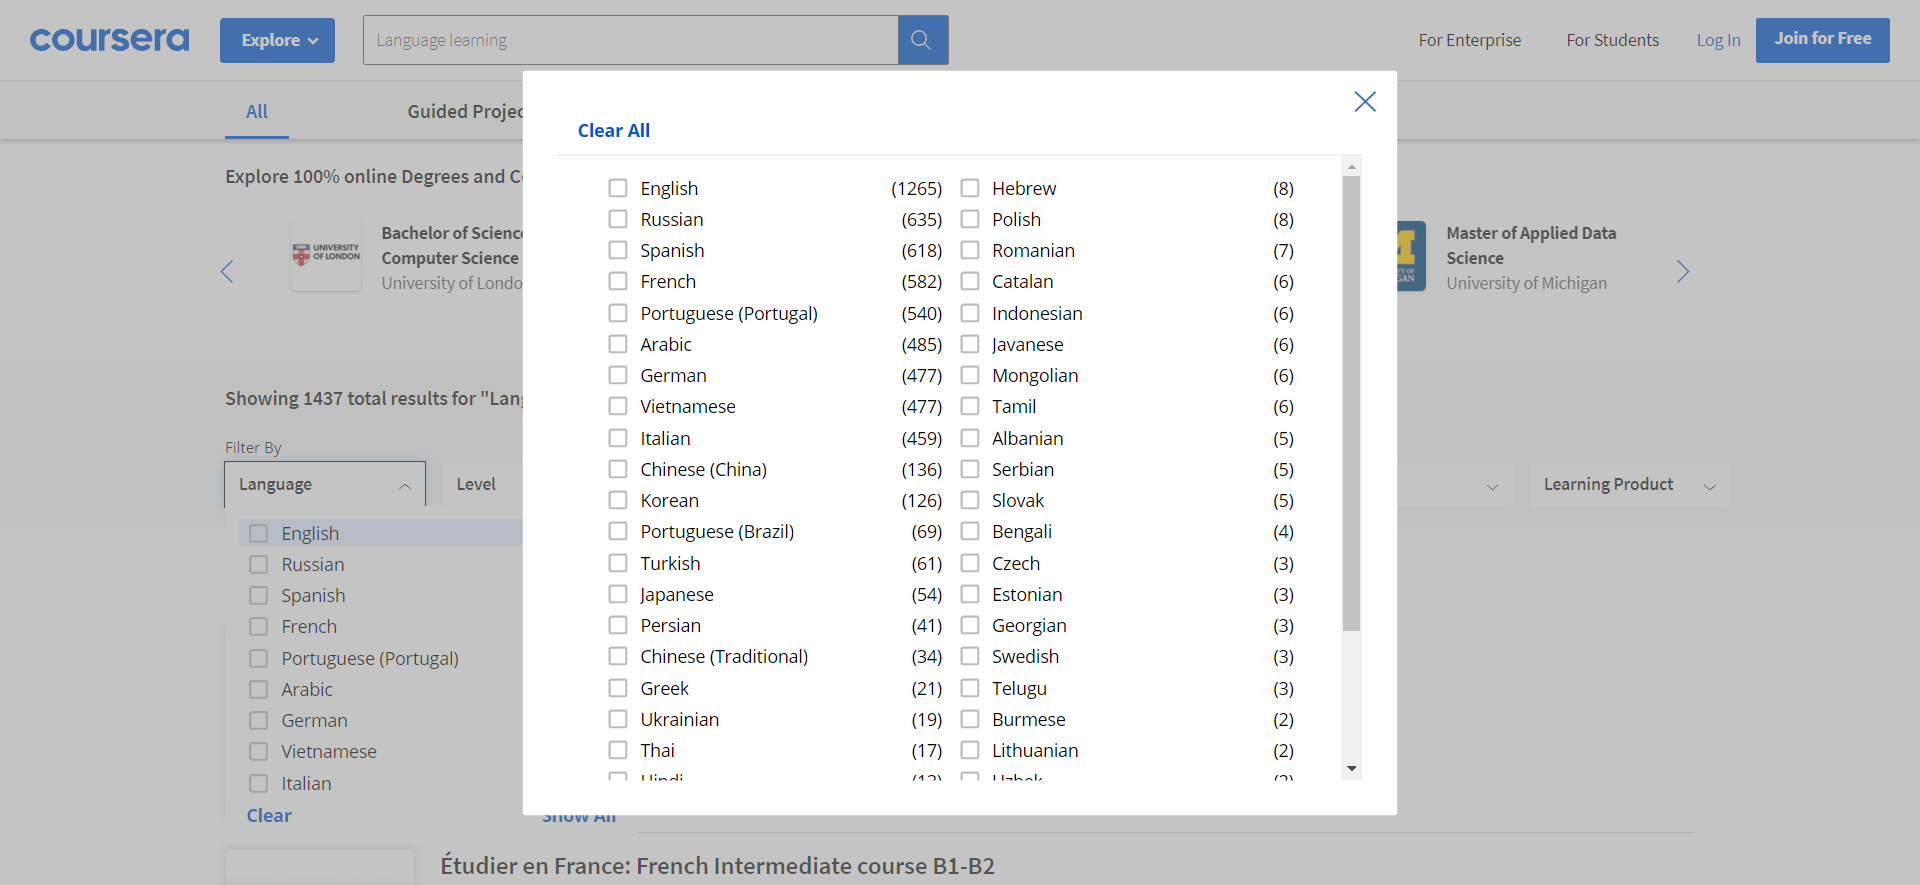 coursera
Explore
Language learning
For Enterprise
For Students
Log In
Join for Free
All
Guided Projec
Explore 100% online Degrees and Ce
UNIVERSITY
OF LONDON
Bachelor of Science
Computer Science
University of Londo
Master of Applied Data
Science
University of Michigan
Showing 1437 total results for "Lang
Filter By
Language
Level
Learning Product
English
Russian
Spanish
French
Portuguese (Portugal)
Arabic
German
Vietnamese
Italian
Clear
Show All
Étudier en France: French Intermediate course B1-B2
Clear All
English (1265)
Russian (635)
Spanish (618)
French (582)
Portuguese (Portugal) (540)
Arabic (485)
German (477)
Vietnamese (477)
Italian (459)
Chinese (China) (136)
Korean (126)
Portuguese (Brazil) (69)
Turkish (61)
Japanese (54)
Persian (41)
Chinese (Traditional) (34)
Greek (21)
Ukrainian (19)
Thai (17)
Hindi
Hebrew (8)
Polish (8)
Romanian (7)
Catalan (6)
Indonesian (6)
Javanese (6)
Mongolian (6)
Tamil (6)
Albanian (5)
Serbian (5)
Slovak (5)
Bengali (4)
Czech (3)
Estonian (3)
Georgian (3)
Swedish (3)
Telugu (3)
Burmese (2)
Lithuanian (2)
Uzbek